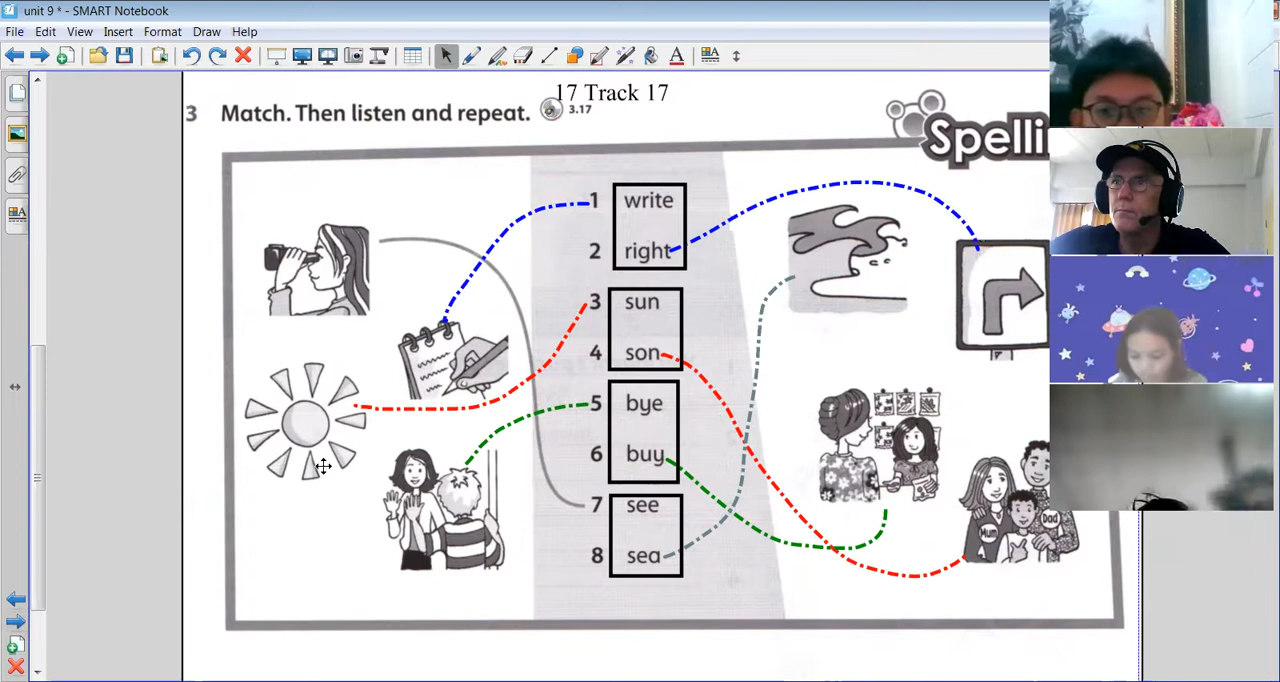 unit 9 * - SMART Notebook
File Edit View Insert Format Draw Help
17 Track 17
3 Match. Then listen and repeat. 3.17
Spelli
1 write
2 right
3 sun
4 son
5 bye
6 buy
7 see
8 sea
Mum
Dad